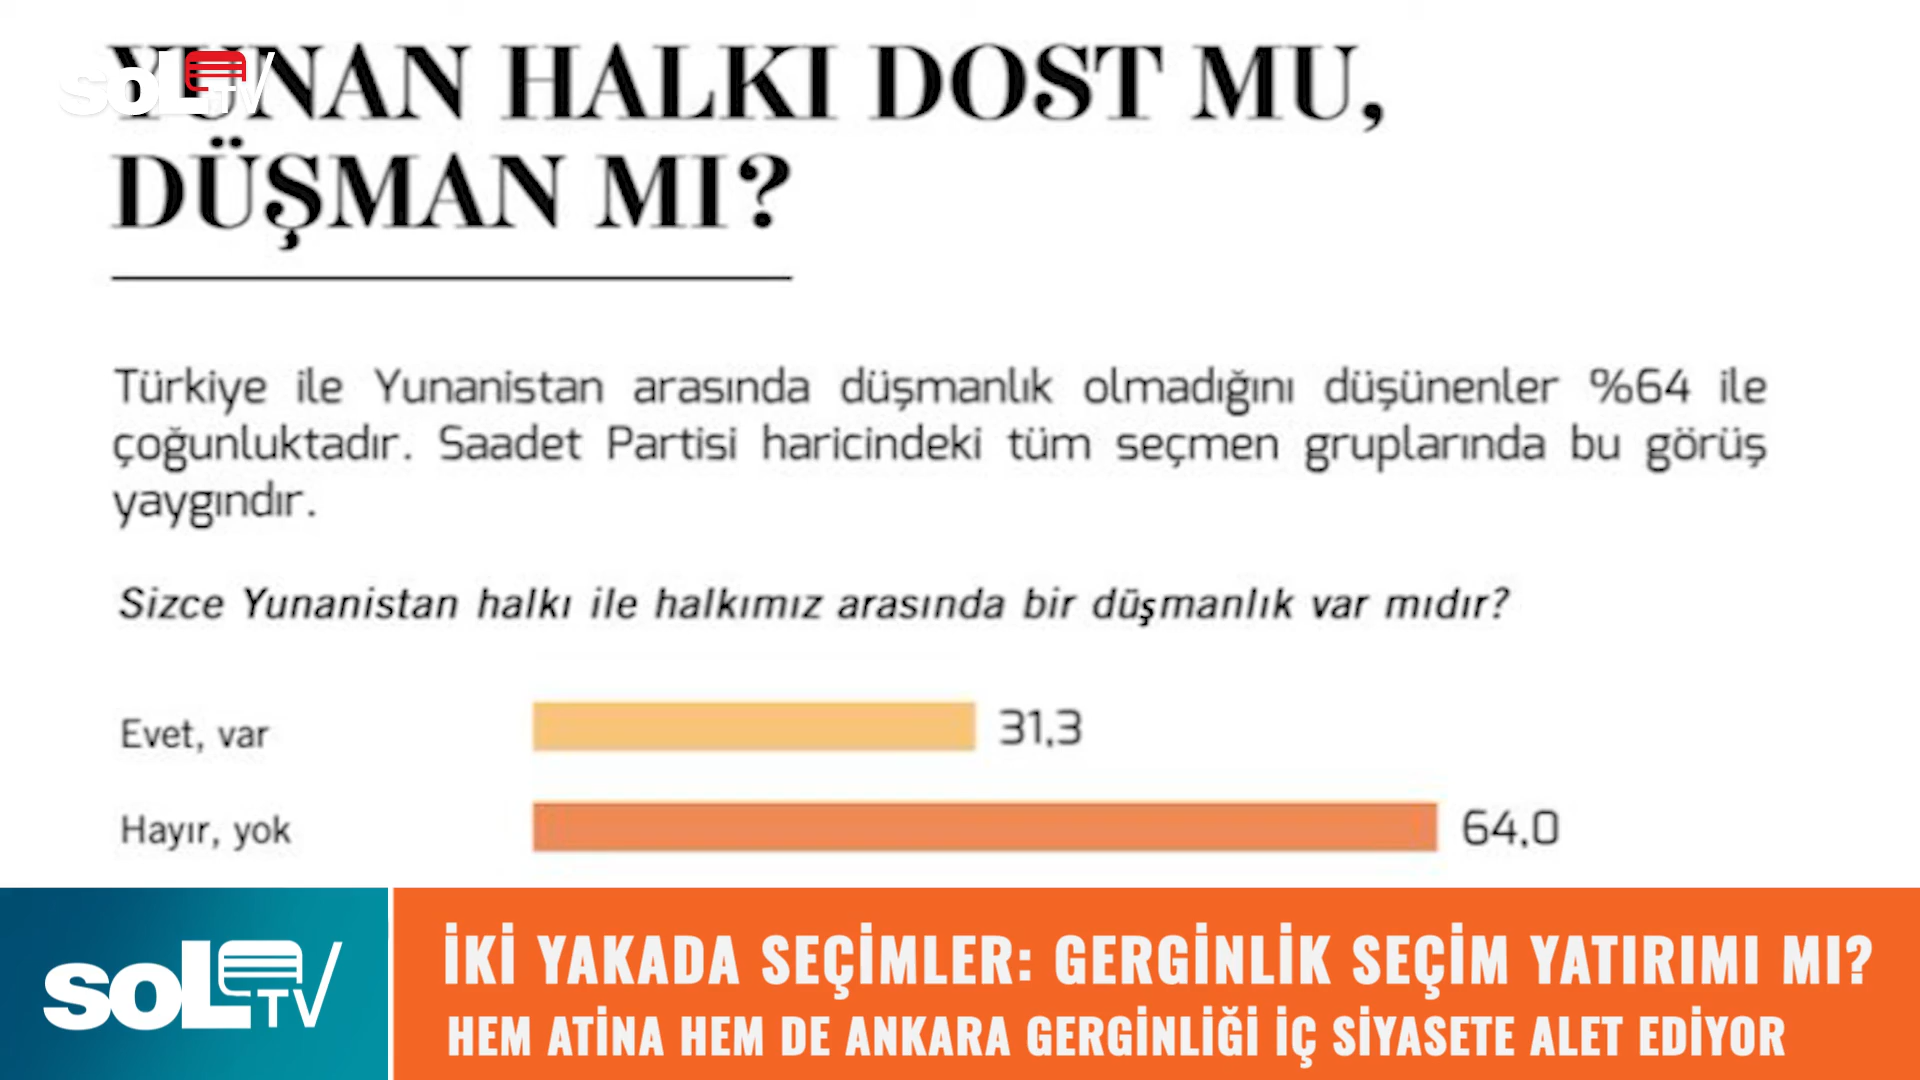 YUNAN HALKI DOST MU,
DÜŞMAN MI?
soL TV
Türkiye ile Yunanistan arasında düşmanlık olmadığını düşünenler %64 ile
çoğunluktadır. Saadet Partisi haricindeki tüm seçmen gruplarında bu görüş
yaygındır.
Sizce Yunanistan halkı ile halkımız arasında bir düşmanlık var mıdır?
Evet, var 31,3
Hayır, yok 64,0
soL TV
İKİ YAKADA SEÇİMLER: GERGİNLİK SEÇİM YATIRIMI MI?
HEM ATİNA HEM DE ANKARA GERGİNLİĞİ İÇ SİYASETE ALET EDİYOR